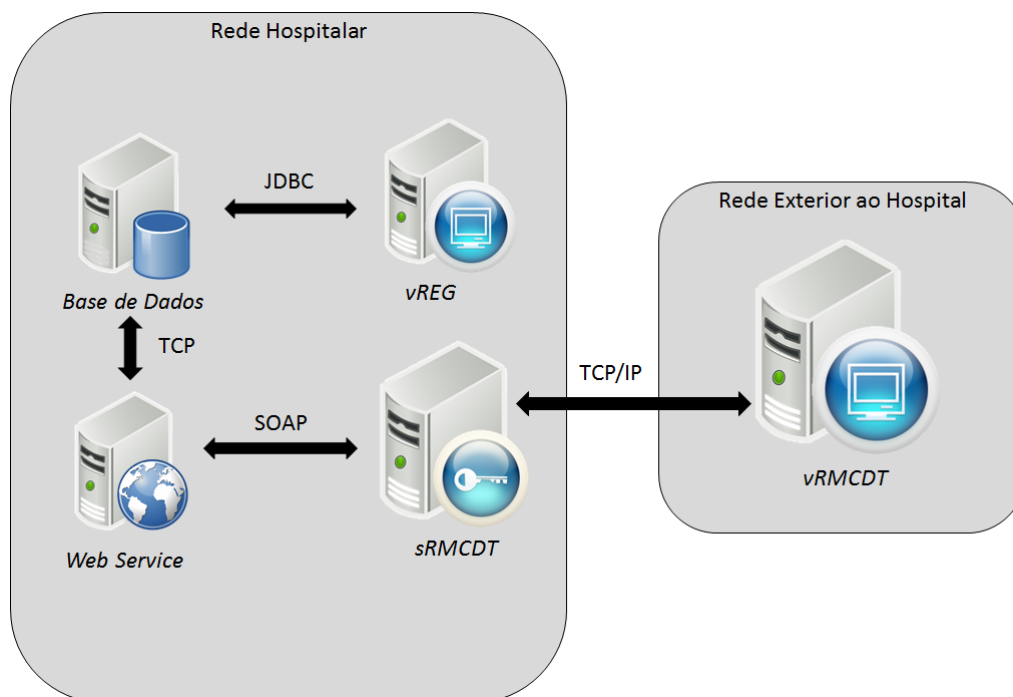 Rede Hospitalar
JDBC
Base de Dados
vREG
TCP
SOAP
Web Service
sRMCDT
TCP/IP
Rede Exterior ao Hospital
vRMCDT